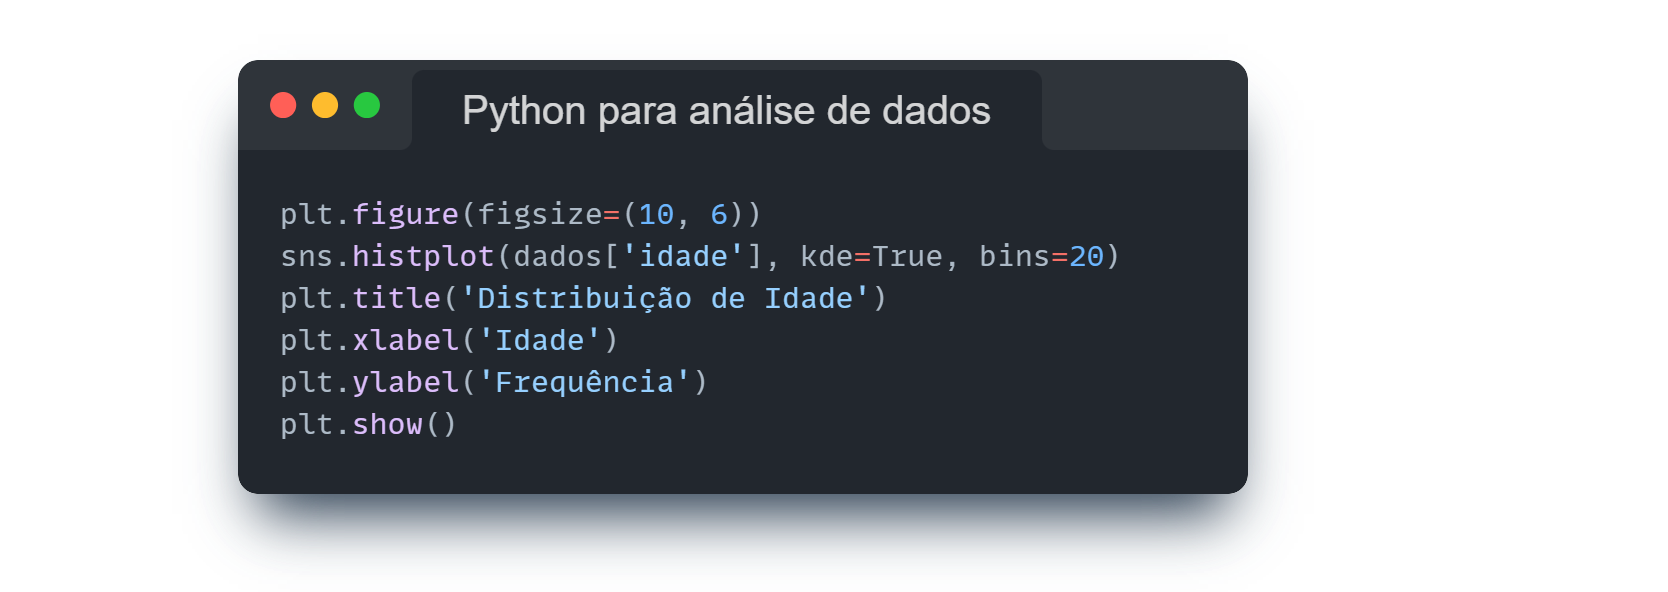 Python para análise de dados
plt.figure(figsize=(10, 6))
sns.histplot(dados['idade'], kde=True, bins=20)
plt.title('Distribuição de Idade')
plt.xlabel('Idade')
plt.ylabel('Frequência')
plt.show()